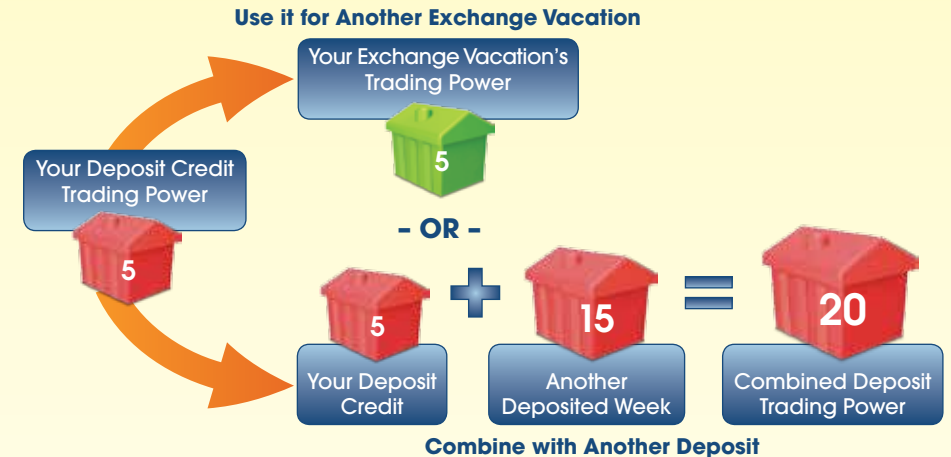 Use it for Another Exchange Vacation
Your Exchange Vacation's
Trading Power
5
Your Deposit Credit
Trading Power
5
- OR -
5
+
15
=
20
Your Deposit
Credit
Another
Deposited Week
Combined Deposit
Trading Power
Combine with Another Deposit